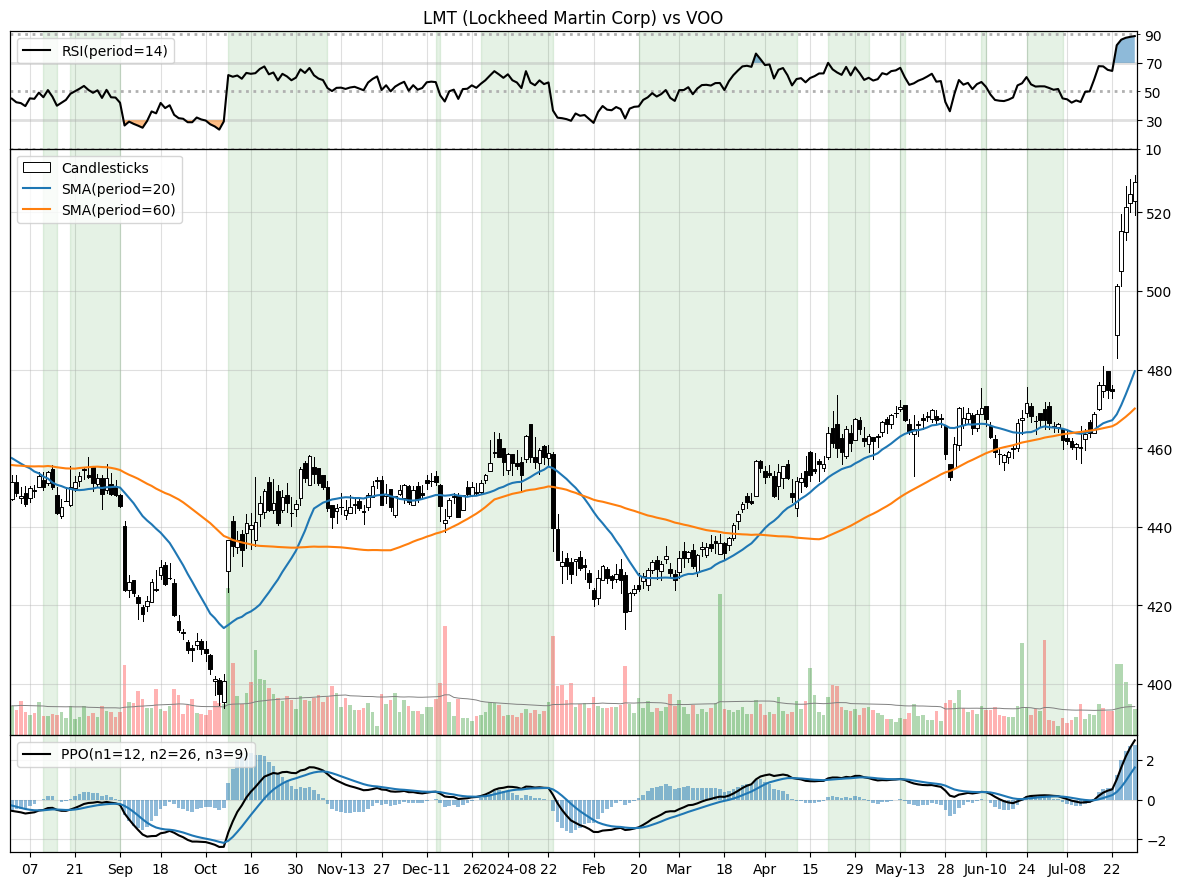 LMT (Lockheed Martin Corp) vs VOO
RSI(period=14)
90
70
50
30
10
Candlesticks
SMA(period=20)
SMA(period=60)
520
500
480
460
440
420
400
PPO(n1=12, n2=26, n3=9)
2
0
−2
07 21 Sep 18 Oct 16 30 Nov-13 27 Dec-11 26 2024-08 22 Feb 20 Mar 18 Apr 15 29 May-13 28 Jun-10 24 Jul-08 22